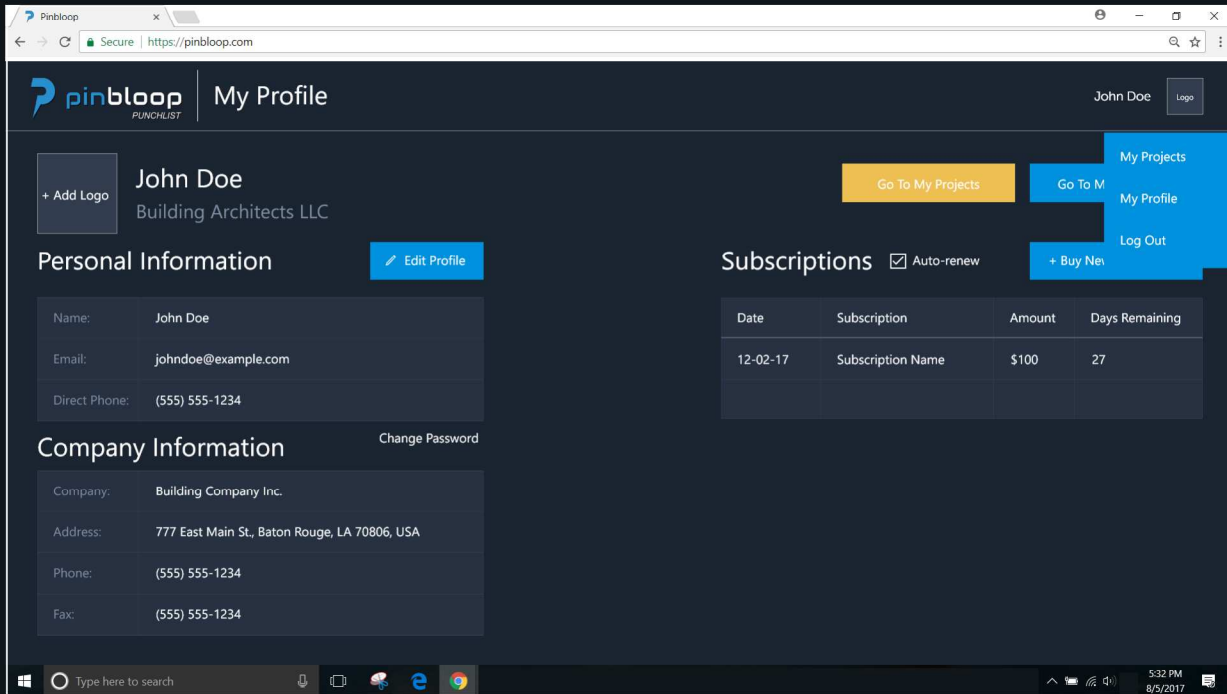 Pinbloop
Secure | https://pinbloop.com
pinbloop
PUNCHLIST
My Profile
John Doe
Logo
My Projects
My Profile
Log Out
+ Add Logo
John Doe
Building Architects LLC
Go To My Projects
Go To M
Personal Information
Edit Profile
Subscriptions
Auto-renew
+ Buy New
Name: John Doe
Email: johndoe@example.com
Direct Phone: (555) 555-1234
Date Subscription Amount Days Remaining
12-02-17 Subscription Name $100 27
Change Password
Company Information
Company: Building Company Inc.
Address: 777 East Main St., Baton Rouge, LA 70806, USA
Phone: (555) 555-1234
Fax: (555) 555-1234
Type here to search
5:32 PM
8/5/2017